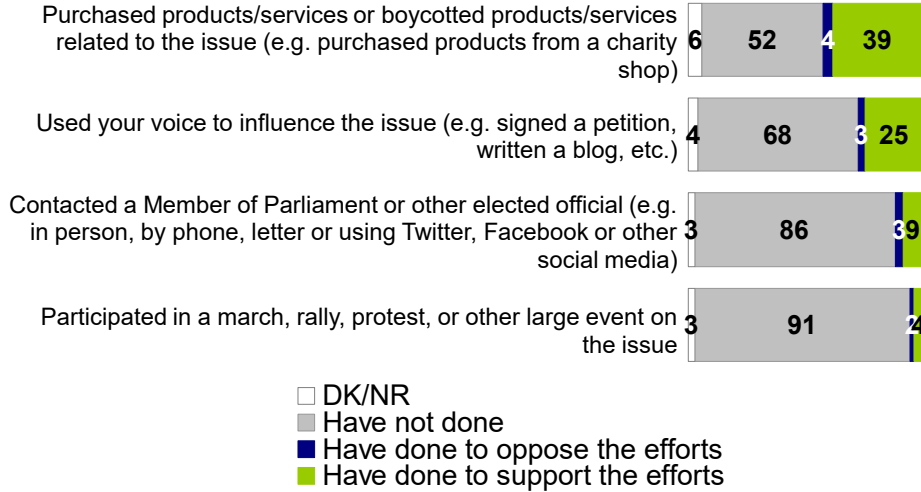 Purchased products/services or boycotted products/services
related to the issue (e.g. purchased products from a charity
shop)
6 52 4 39
Used your voice to influence the issue (e.g. signed a petition,
written a blog, etc.)
4 68 3 25
Contacted a Member of Parliament or other elected official (e.g.
in person, by phone, letter or using Twitter, Facebook or other
social media)
3 86 3 9
Participated in a march, rally, protest, or other large event on
the issue
3 91 2 4
DK/NR
Have not done
Have done to oppose the efforts
Have done to support the efforts